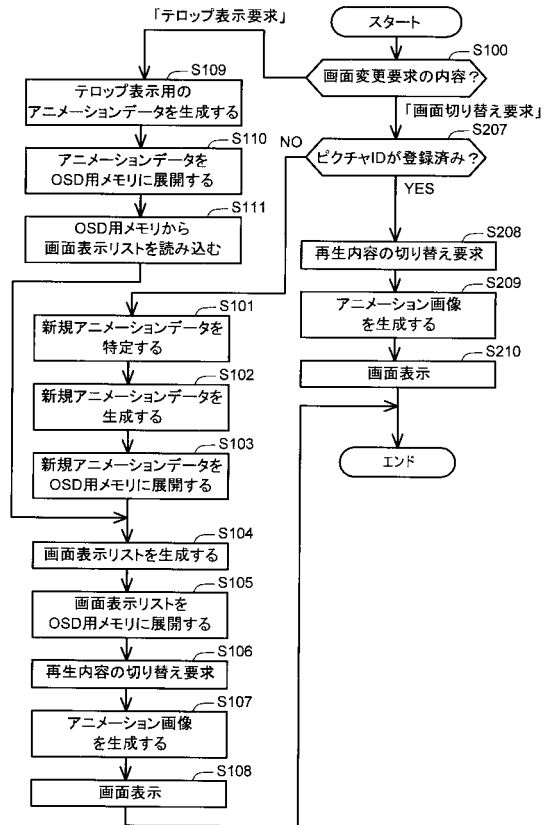 スタート
「テロップ表示要求」
S100
画面変更要求の内容?
S109
テロップ表示用の
アニメーションデータを生成する
「画面切り替え要求」
S207
NO
ピクチャIDが登録済み?
YES
S110
アニメーションデータを
OSD用メモリに展開する
S111
OSD用メモリから
画面表示リストを読み込む
S208
再生内容の切り替え要求
S209
アニメーション画像
を生成する
S210
画面表示
エンド
S101
新規アニメーションデータを
特定する
S102
新規アニメーションデータを
生成する
S103
新規アニメーションデータを
OSD用メモリに展開する
S104
画面表示リストを生成する
S105
画面表示リストを
OSD用メモリに展開する
S106
再生内容の切り替え要求
S107
アニメーション画像
を生成する
S108
画面表示